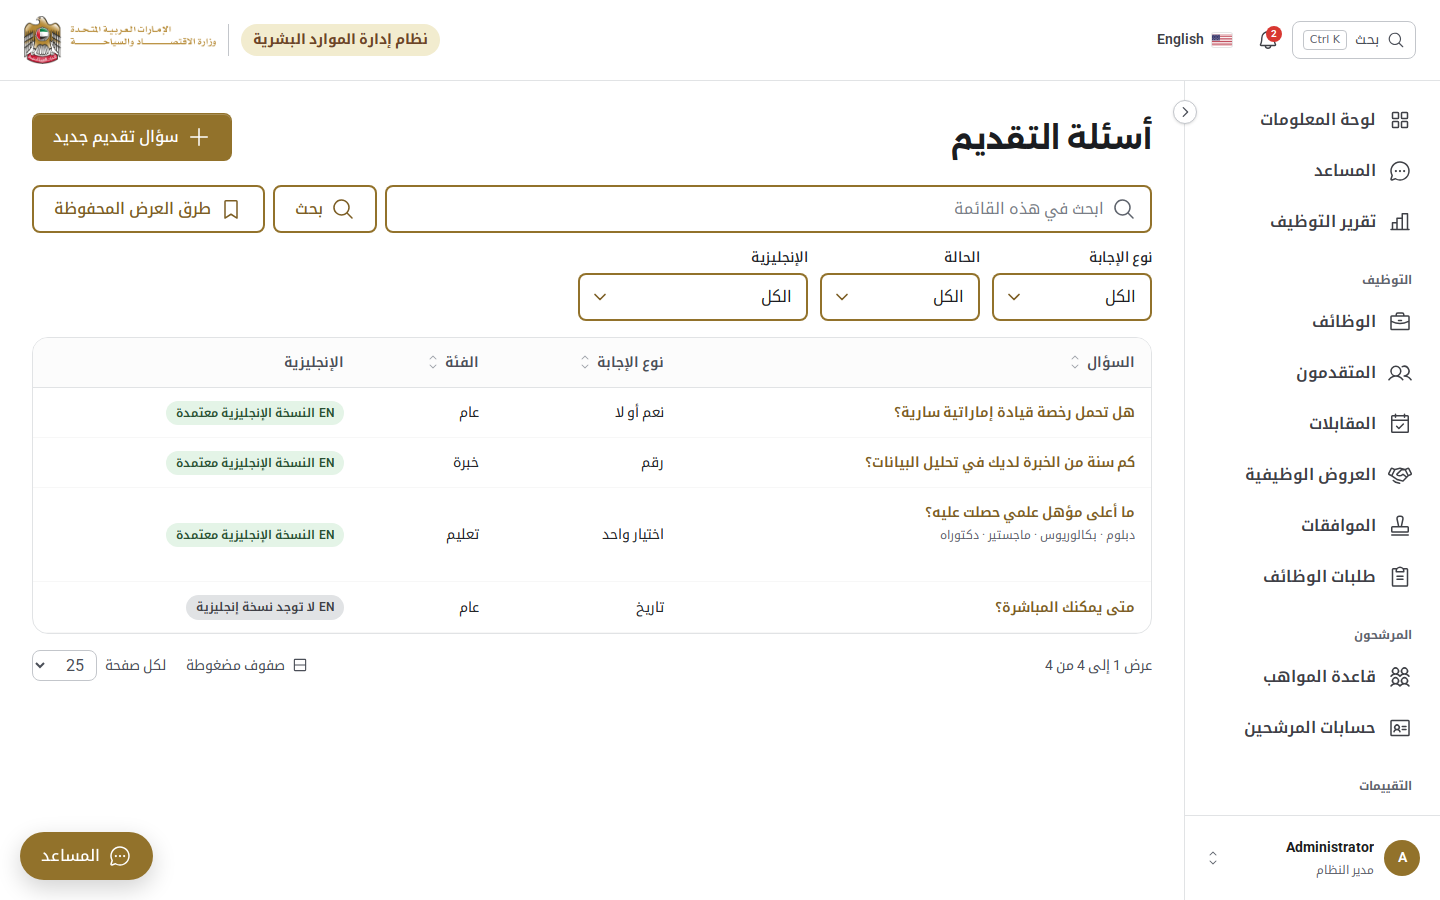 الإمارات العربية المتحدة
وزارة الاقتصاد والسياحة
نظام إدارة الموارد البشرية
English
2
بحث
Ctrl K
لوحة المعلومات
المساعد
تقرير التوظيف
التوظيف
الوظائف
المتقدمون
المقابلات
العروض الوظيفية
الموافقات
طلبات الوظائف
المرشحون
قاعدة المواهب
حسابات المرشحين
التقييمات
A
Administrator
مدير النظام
أسئلة التقديم
سؤال تقديم جديد
ابحث في هذه القائمة
بحث
طرق العرض المحفوظة
نوع الإجابة
الحالة
الإنجليزية
الكل
الكل
الكل
السؤال
نوع الإجابة
الفئة
الإنجليزية
هل تحمل رخصة قيادة إماراتية سارية؟
نعم أو لا
عام
EN النسخة الإنجليزية معتمدة
كم سنة من الخبرة لديك في تحليل البيانات؟
رقم
خبرة
EN النسخة الإنجليزية معتمدة
ما أعلى مؤهل علمي حصلت عليه؟
دبلوم · بكالوريوس · ماجستير · دكتوراه
اختيار واحد
تعليم
EN النسخة الإنجليزية معتمدة
متى يمكنك المباشرة؟
تاريخ
عام
EN لا توجد نسخة إنجليزية
عرض 1 إلى 4 من 4
صفوف مضغوطة
لكل صفحة
25
المساعد